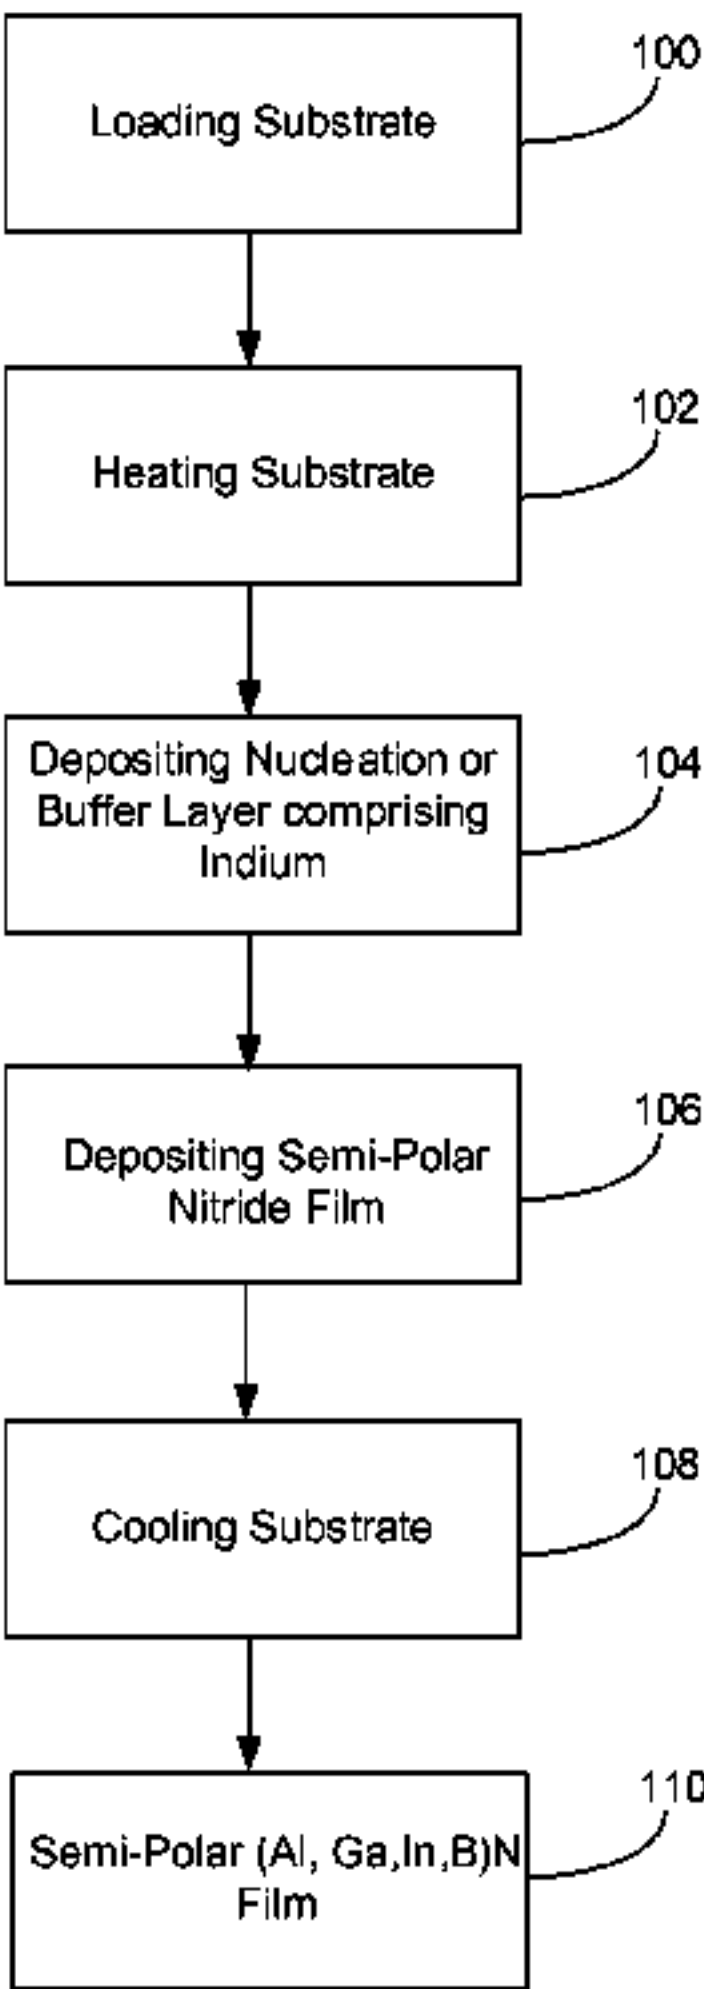 100
Loading Substrate
102
Heating Substrate
104
Depositing Nucleation or
Buffer Layer comprising
Indium
106
Depositing Semi-Polar
Nitride Film
108
Cooling Substrate
110
Semi-Polar (Al, Ga,In,B)N
Film